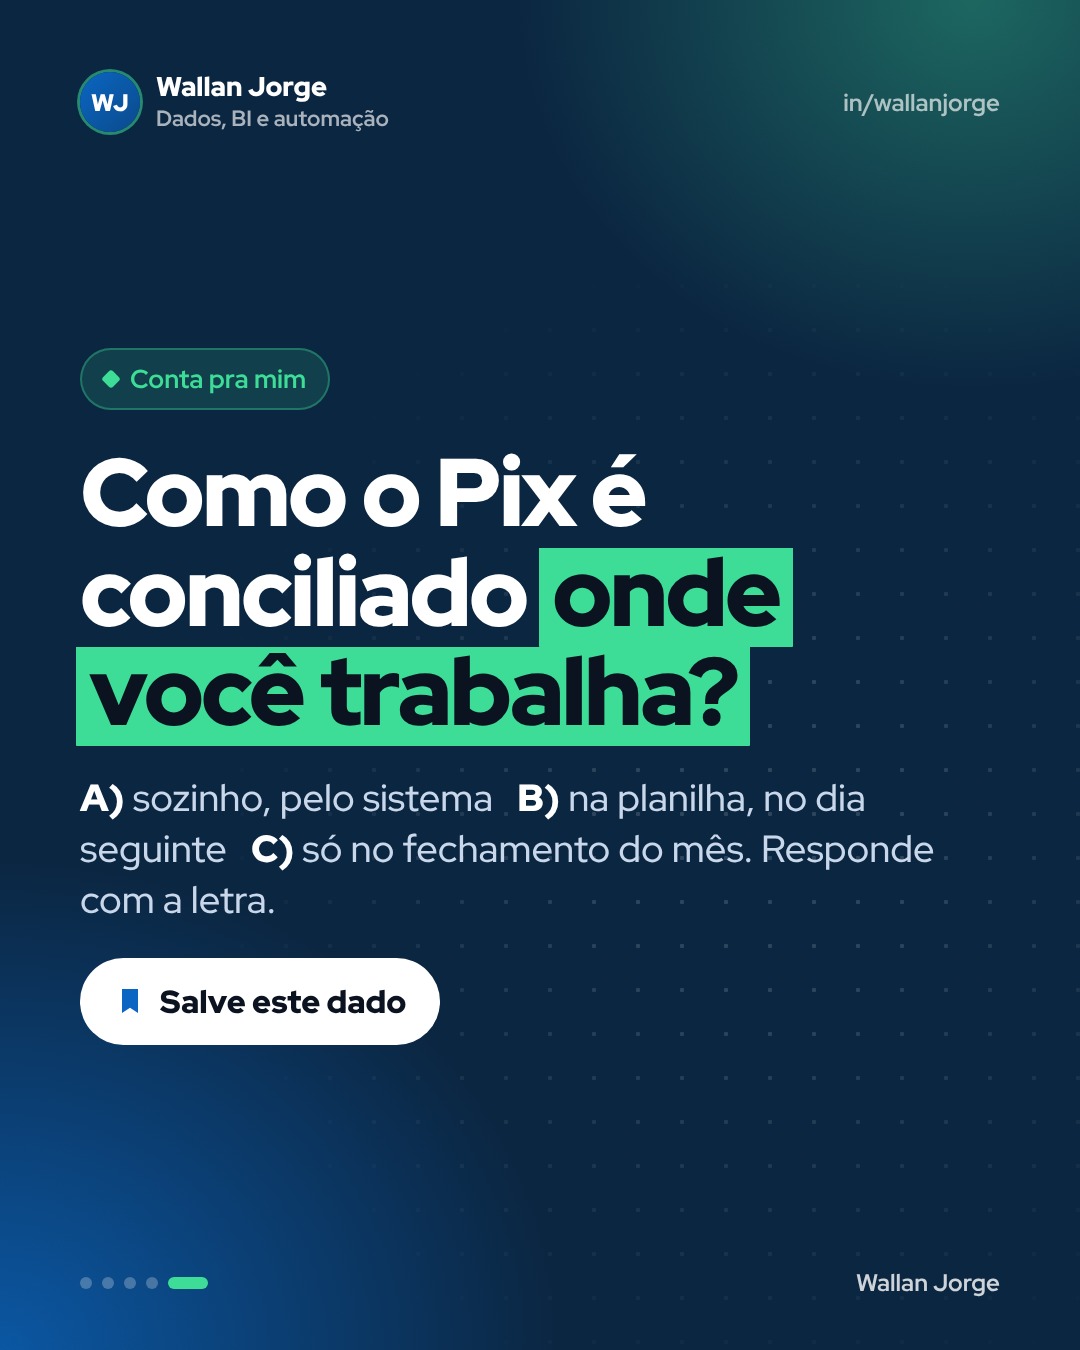 WJ
Wallan Jorge
Dados, BI e automação
in/wallanjorge
Conta pra mim
Como o Pix é
conciliado onde
você trabalha?
A) sozinho, pelo sistema B) na planilha, no dia
seguinte C) só no fechamento do mês. Responde
com a letra.
Salve este dado
Wallan Jorge